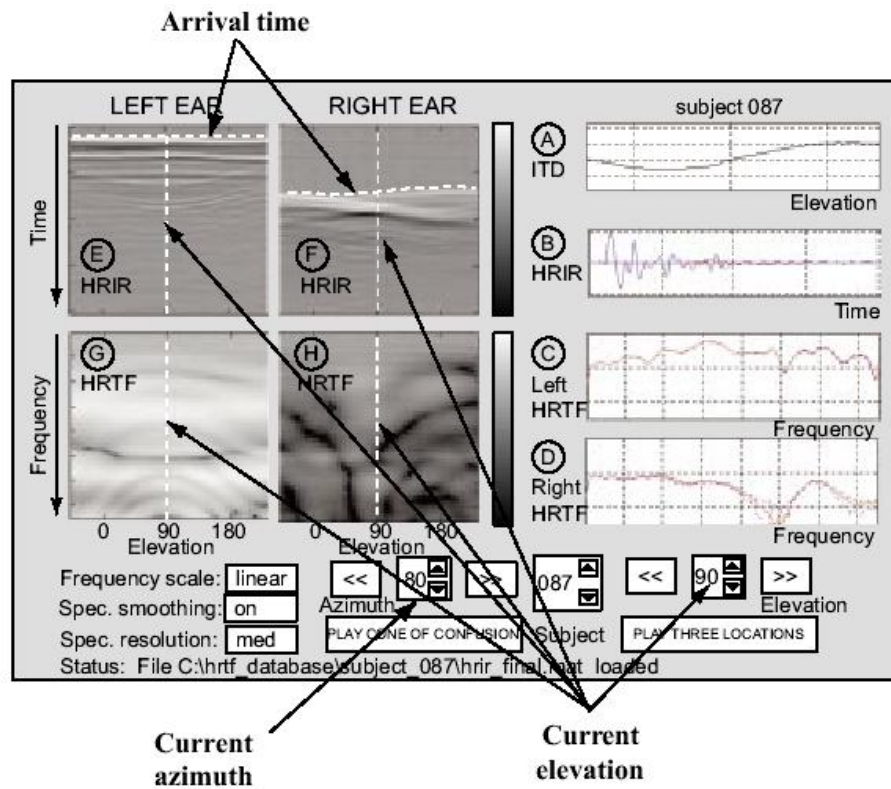 Arrival time
LEFT EAR
RIGHT EAR
subject 087
Time
E
HRIR
F
HRIR
A
ITD
Elevation
B
HRIR
Time
Frequency
G
HRTF
H
HRTF
C
Left
HRTF
Frequency
D
Right
HRTF
Frequency
0 90 180
Elevation
0 90 180
Elevation
Frequency scale: linear
Spec. smoothing: on
Spec. resolution: med
<< 80 >>
Azimuth
087
Subject
<< 90 >>
Elevation
PLAY CONE OF CONFUSION
PLAY THREE LOCATIONS
Status: File C:\hrtf_database\subject_087\hrir_final.mat loaded
Current
azimuth
Current
elevation